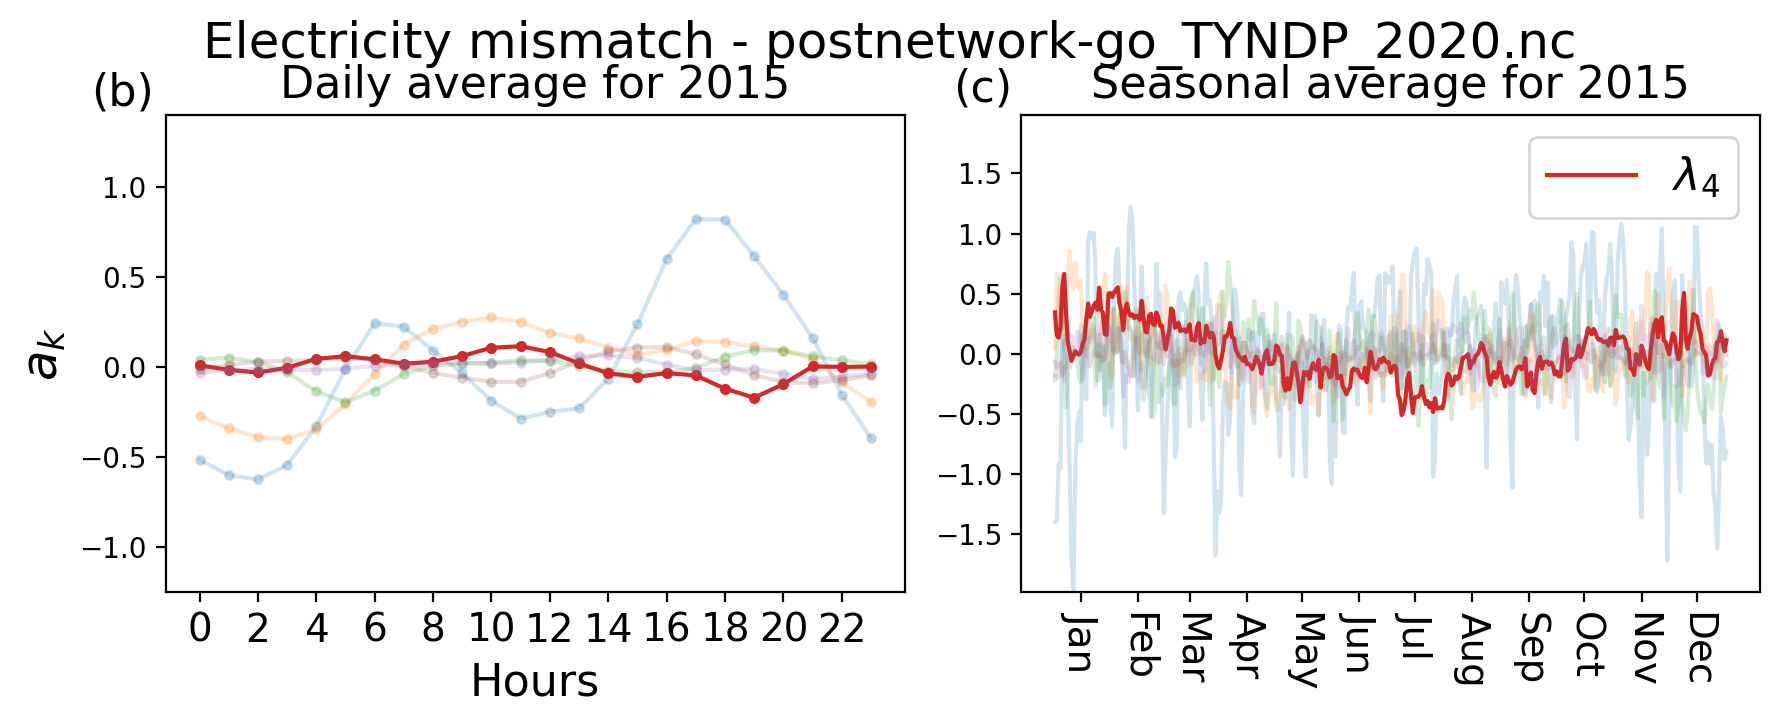 Electricity mismatch - postnetwork-go_TYNDP_2020.nc
(b) Daily average for 2015
(c) Seasonal average for 2015
a_k
1.0
0.5
0.0
−0.5
−1.0
0 2 4 6 8 10 12 14 16 18 20 22
Hours
λ4
1.5
1.0
0.5
0.0
−0.5
−1.0
−1.5
Jan Feb Mar Apr May Jun Jul Aug Sep Oct Nov Dec